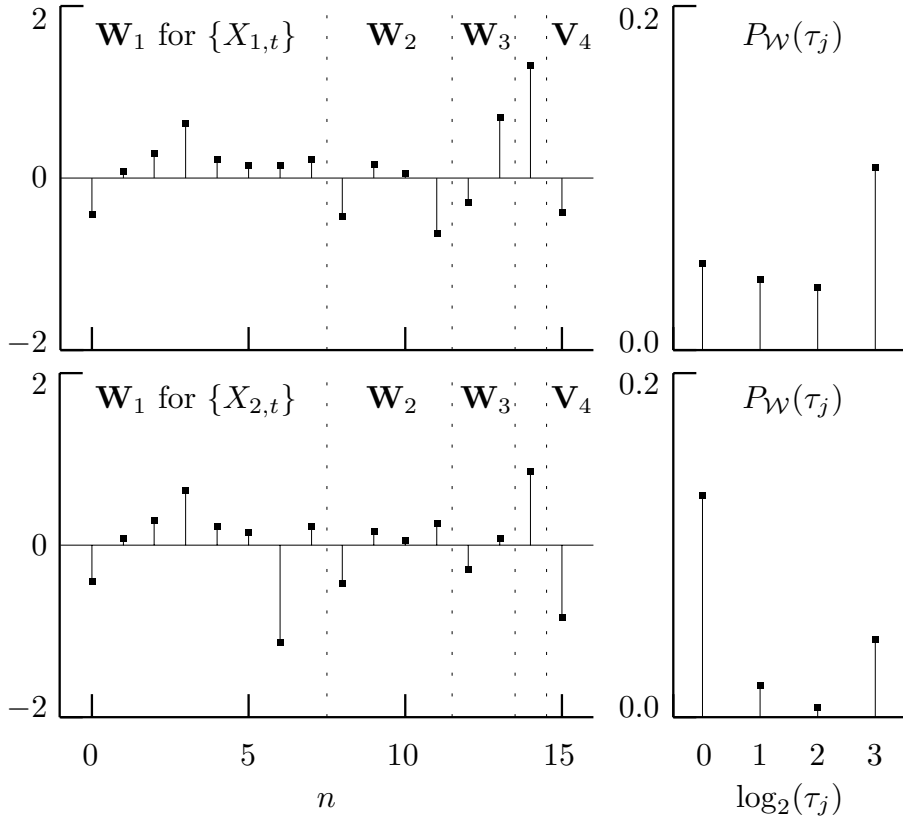 2
W₁ for {X₁,ₜ}
W₂
W₃
V₄
0
−2
0.2
P_𝒲(τⱼ)
0.0
2
W₁ for {X₂,ₜ}
W₂
W₃
V₄
0
−2
0 5 10 15
n
0.2
P_𝒲(τⱼ)
0.0
0 1 2 3
log₂(τⱼ)